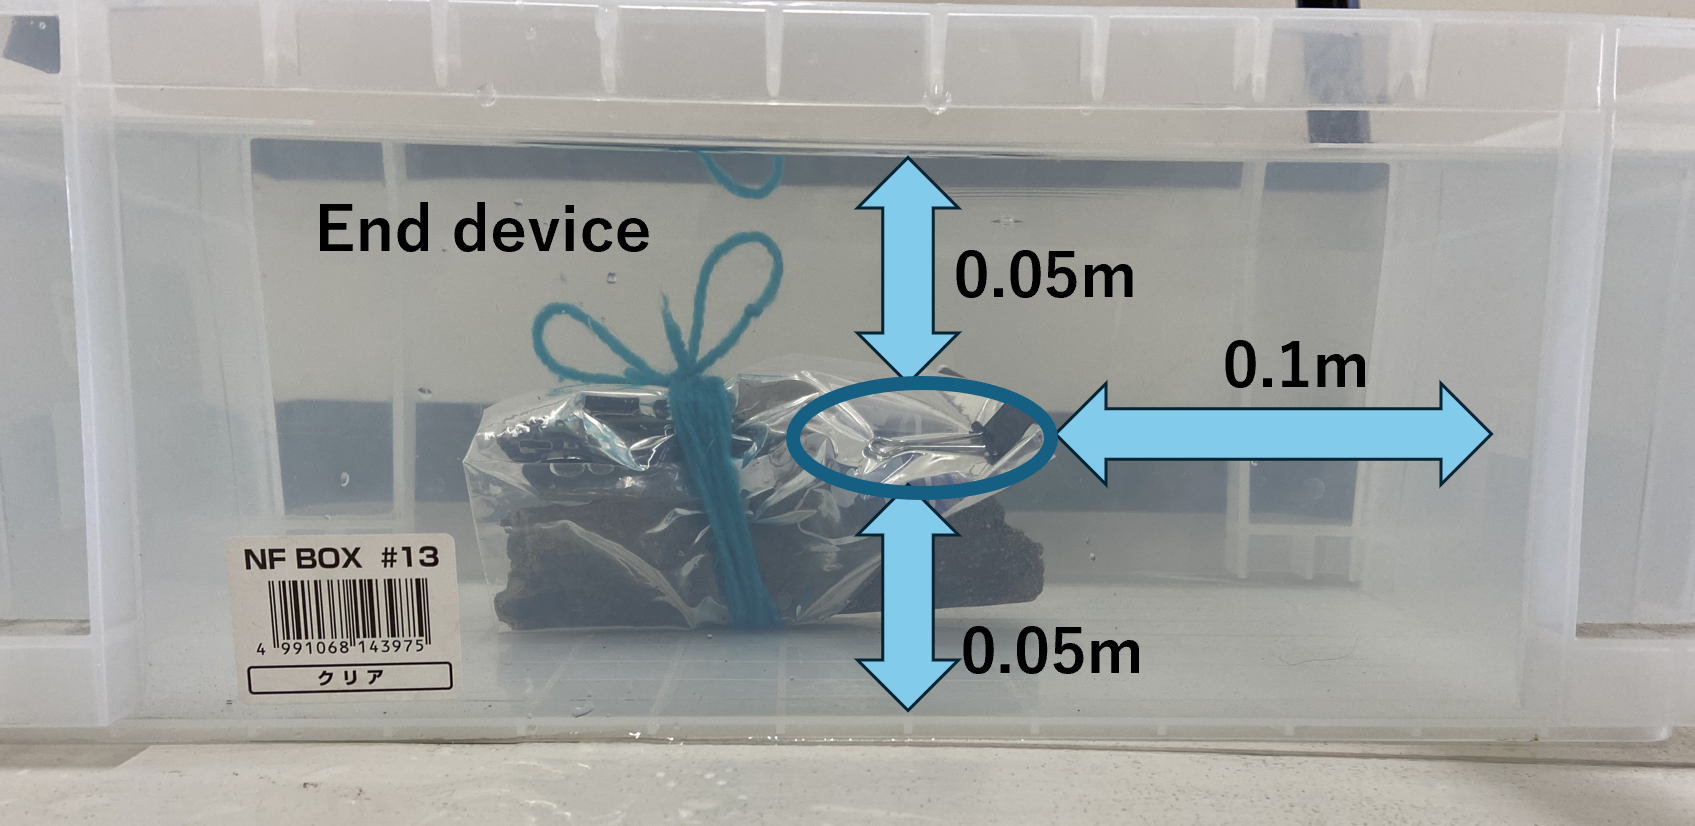 End device
0.05m
0.1m
NF BOX #13
4 991068 143975
クリア
0.05m